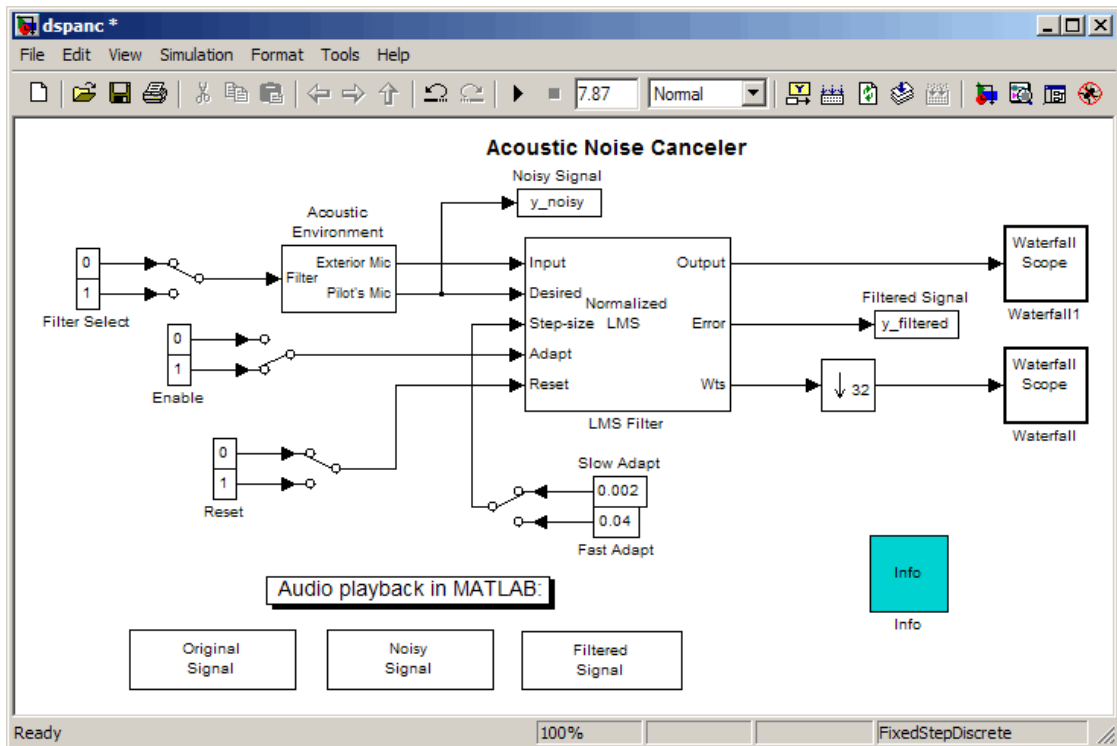 dspanc *
File Edit View Simulation Format Tools Help
7.87 Normal
Acoustic Noise Canceler
Noisy Signal
y_noisy
Acoustic
Environment
Exterior Mic
Filter
Pilot's Mic
0
1
Filter Select
0
1
Enable
0
1
Reset
Input
Desired
Step-size
Adapt
Reset
Normalized
LMS
Output
Error
Wts
LMS Filter
Waterfall
Scope
Waterfall1
Filtered Signal
y_filtered
32
Waterfall
Scope
Waterfall
Slow Adapt
0.002
0.04
Fast Adapt
Info
Info
Audio playback in MATLAB:
Original
Signal
Noisy
Signal
Filtered
Signal
Ready 100% FixedStepDiscrete